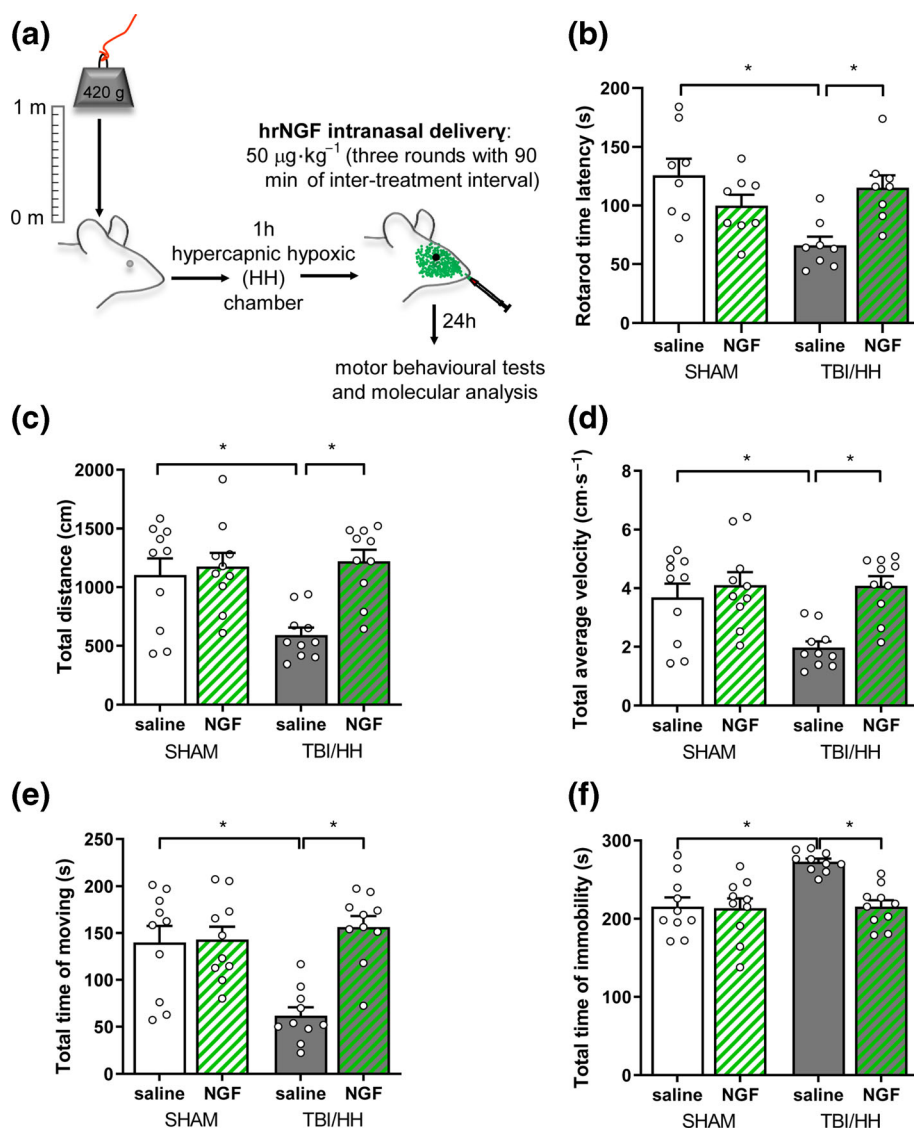 (a)
420 g
1 m
0 m
hrNGF intranasal delivery:
50 µg·kg⁻¹ (three rounds with 90
min of inter-treatment interval)
1h
hypercapnic hypoxic
(HH)
chamber
24h
motor behavioural tests
and molecular analysis
(b)
* *
Rotarod time latency (s)
200
150
100
50
0
saline NGF saline NGF
SHAM TBI/HH
(c)
* *
Total distance (cm)
2000
1500
1000
500
0
saline NGF saline NGF
SHAM TBI/HH
(d)
* *
Total average velocity (cm·s⁻¹)
8
6
4
2
0
saline NGF saline NGF
SHAM TBI/HH
(e)
* *
Total time of moving (s)
250
200
150
100
50
0
saline NGF saline NGF
SHAM TBI/HH
(f)
* *
Total time of immobility (s)
300
200
100
0
saline NGF saline NGF
SHAM TBI/HH